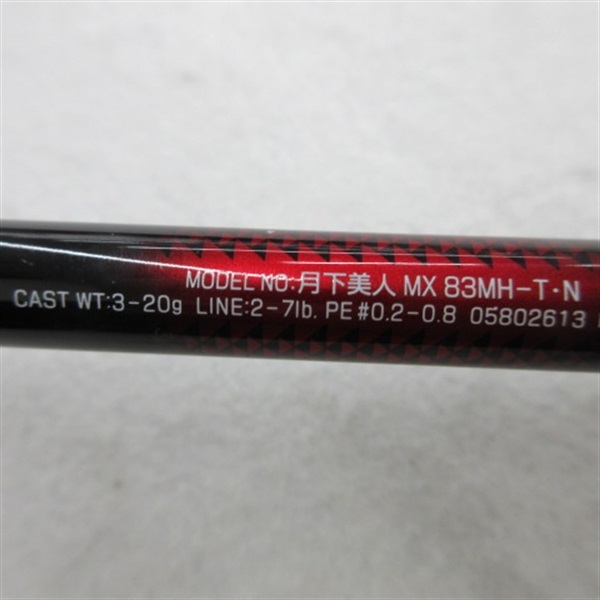 MODEL NO:月下美人 MX 83MH-T・N
CAST WT:3-20g LINE:2-7lb. PE#0.2-0.8 05802613